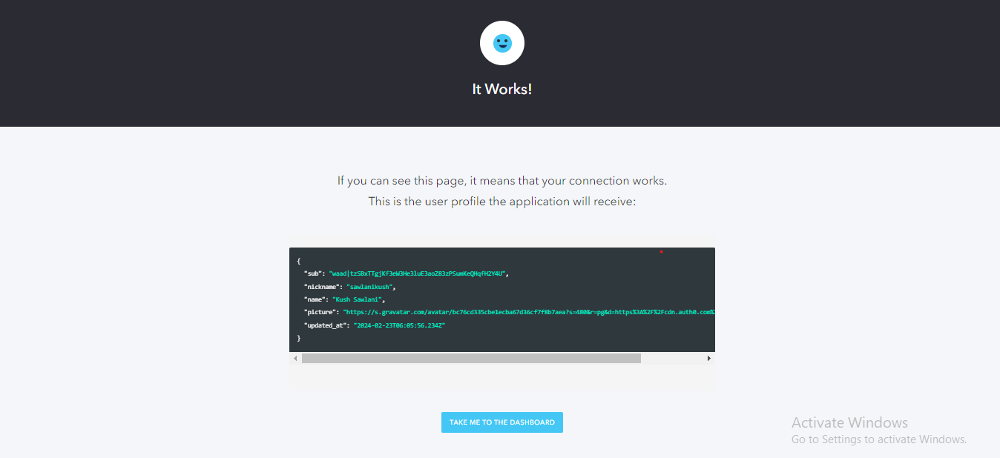 It Works!
If you can see this page, it means that your connection works.
This is the user profile the application will receive:
{
"sub": "waad|tzSBxTTgjKf3eW3He3luE3aoZ83zPSumKeQHqfH2Y4U",
"nickname": "sawlanikush",
"name": "Kush Sawlani",
"picture": "https://s.gravatar.com/avatar/bc76cd335cbe1ecba67d36cf7f8b7aea?s=480&r=pg&d=https%3A%2F%2Fcdn.auth0.com%2
"updated_at": "2024-02-23T06:05:56.234Z"
}
TAKE ME TO THE DASHBOARD
Activate Windows
Go to Settings to activate Windows.